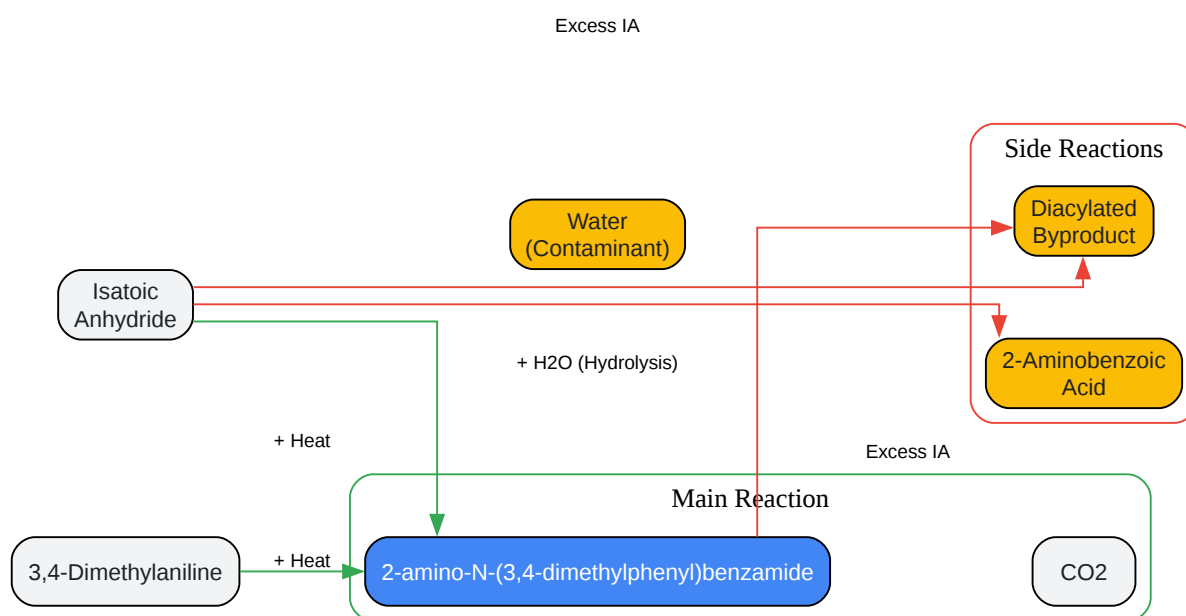 Excess IA
Side Reactions
Diacylated
Byproduct
Water
(Contaminant)
Isatoic
Anhydride
+ H2O (Hydrolysis)
2-Aminobenzoic
Acid
+ Heat
Excess IA
Main Reaction
3,4-Dimethylaniline
+ Heat
2-amino-N-(3,4-dimethylphenyl)benzamide
CO2